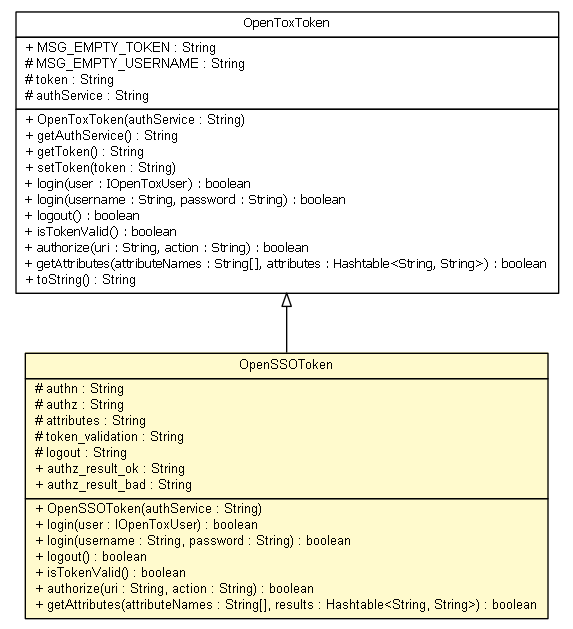 OpenToxToken
+ MSG_EMPTY_TOKEN : String
# MSG_EMPTY_USERNAME : String
# token : String
# authService : String
+ OpenToxToken(authService : String)
+ getAuthService() : String
+ getToken() : String
+ setToken(token : String)
+ login(user : IOpenToxUser) : boolean
+ login(username : String, password : String) : boolean
+ logout() : boolean
+ isTokenValid() : boolean
+ authorize(uri : String, action : String) : boolean
+ getAttributes(attributeNames : String[], attributes : Hashtable<String, String>) : boolean
+ toString() : String
OpenSSOToken
# authn : String
# authz : String
# attributes : String
# token_validation : String
# logout : String
+ authz_result_ok : String
+ authz_result_bad : String
+ OpenSSOToken(authService : String)
+ login(user : IOpenToxUser) : boolean
+ login(username : String, password : String) : boolean
+ logout() : boolean
+ isTokenValid() : boolean
+ authorize(uri : String, action : String) : boolean
+ getAttributes(attributeNames : String[], results : Hashtable<String, String>) : boolean